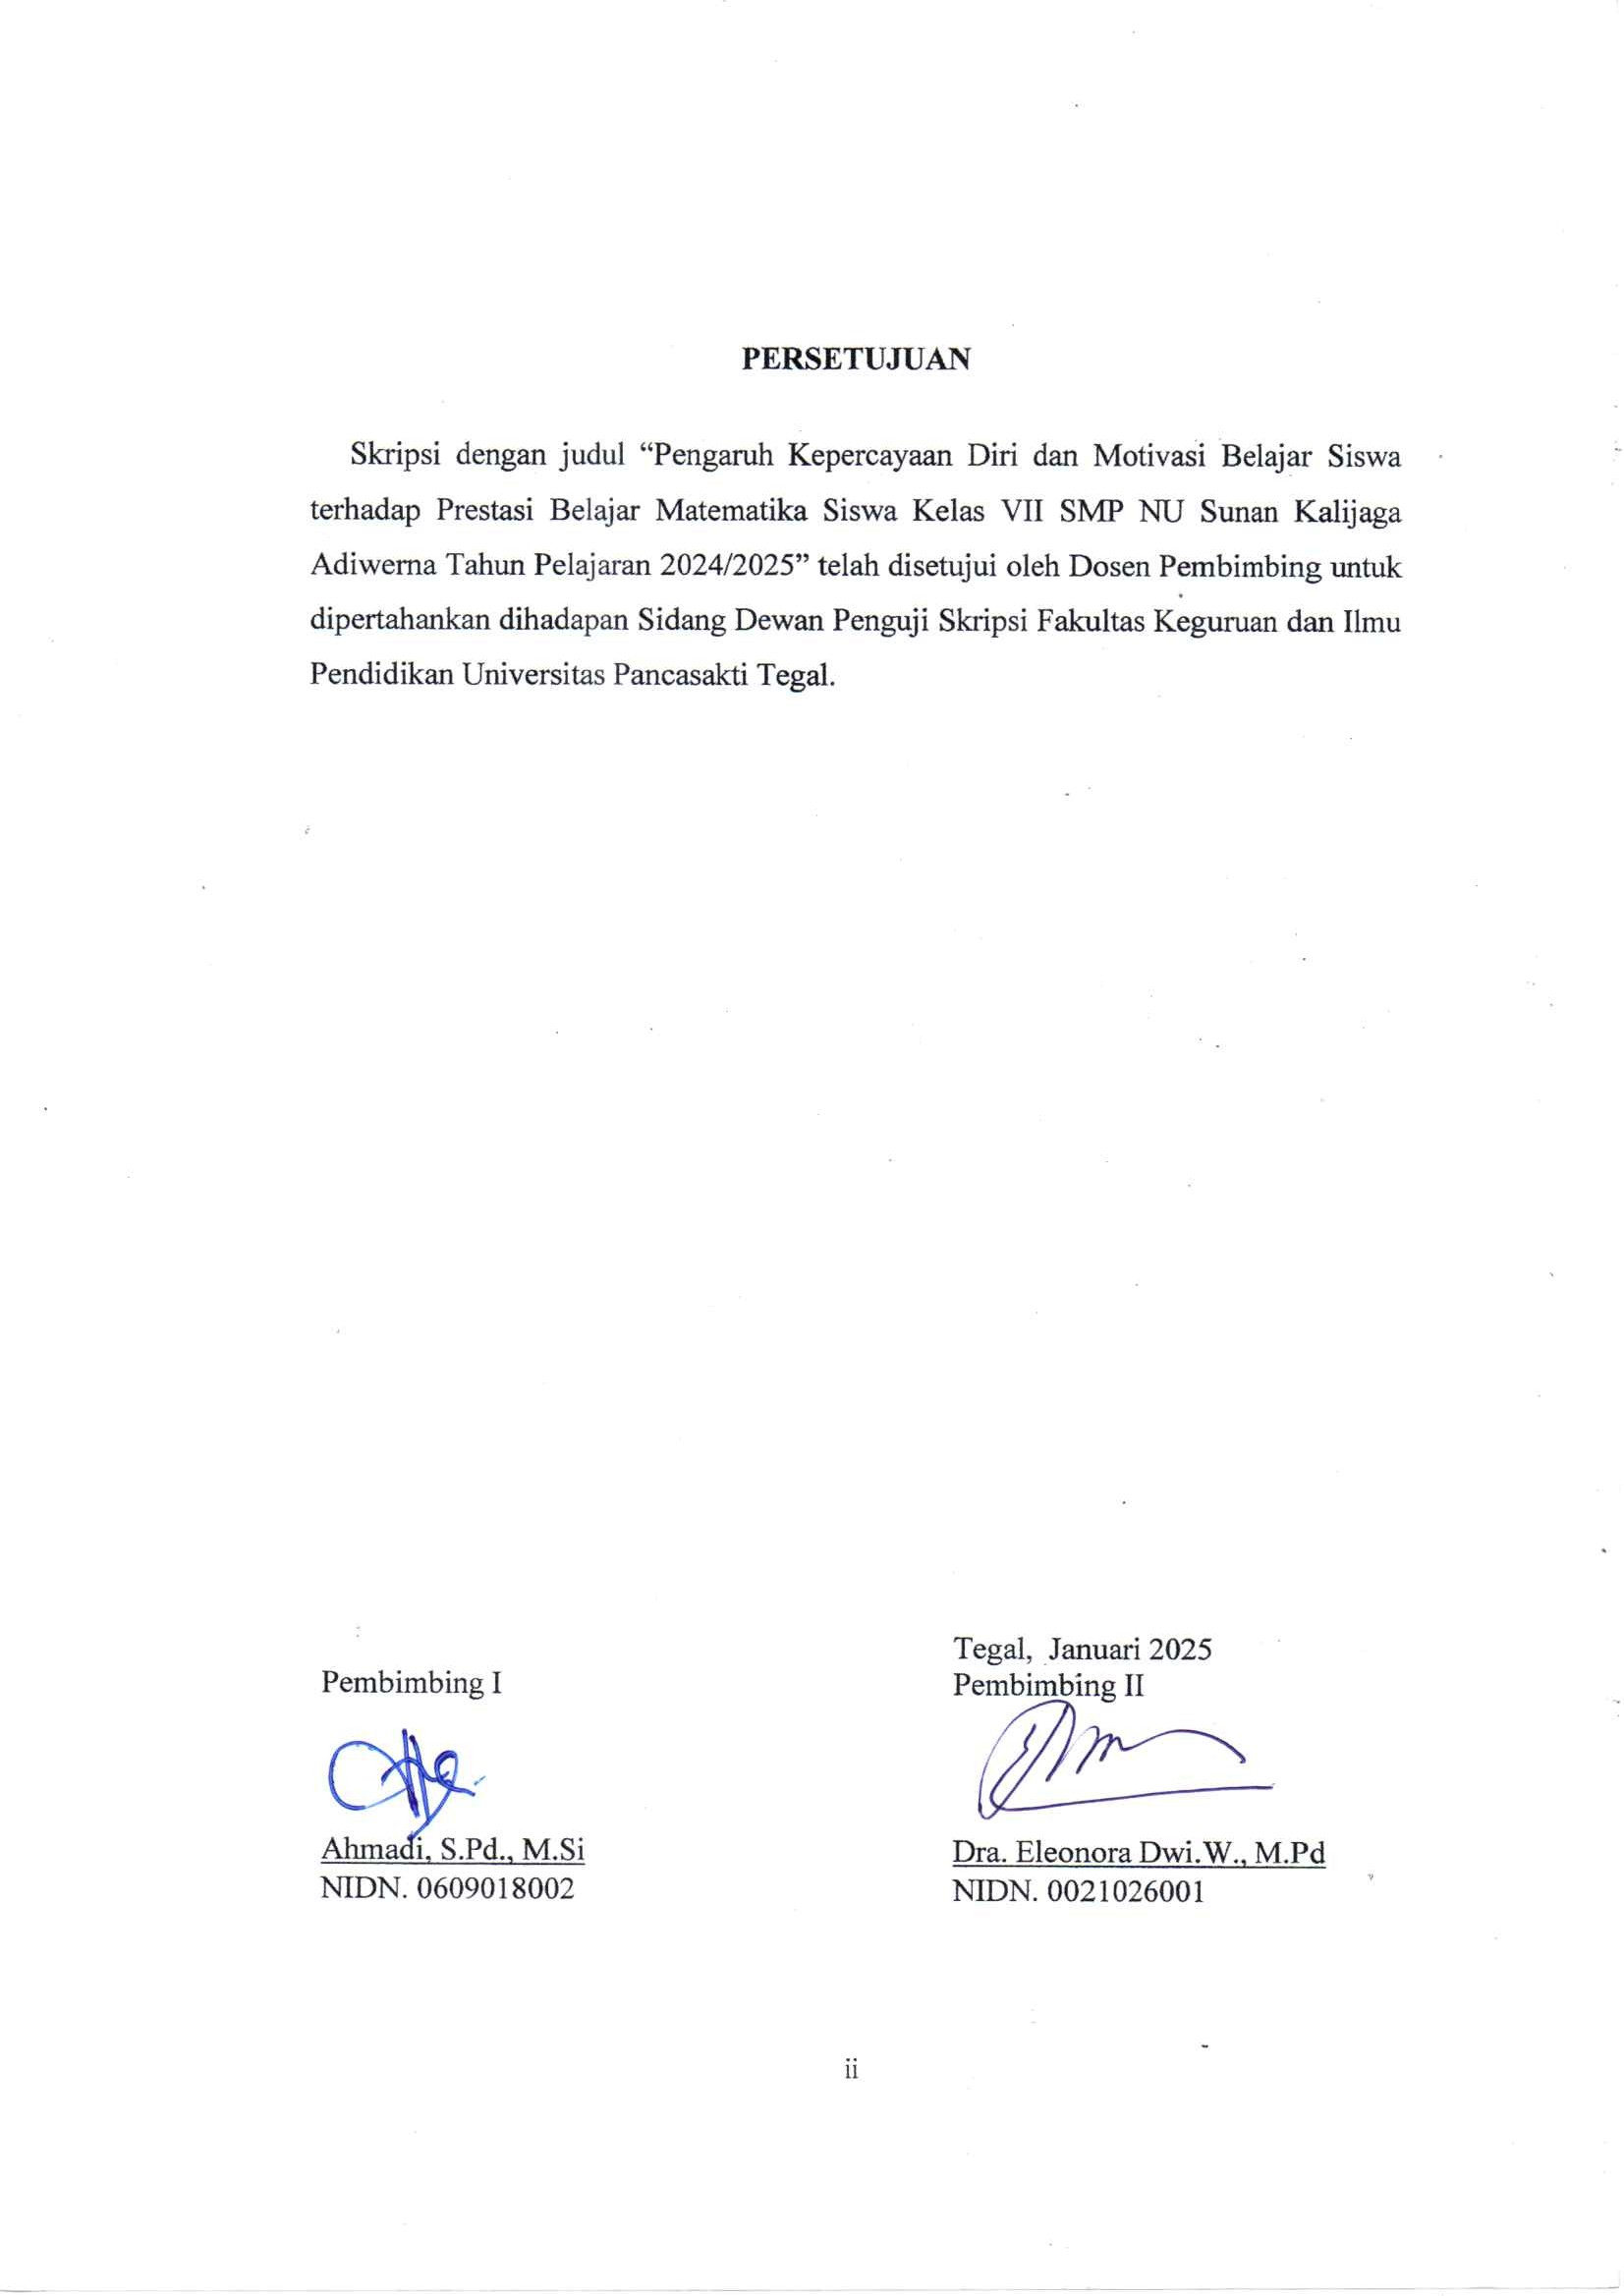 PERSETUJUAN
Skripsi dengan judul “Pengaruh Kepercayaan Diri dan Motivasi Belajar Siswa
terhadap Prestasi Belajar Matematika Siswa Kelas VII SMP NU Sunan Kalijaga
Adiwerna Tahun Pelajaran 2024/2025” telah disetujui oleh Dosen Pembimbing untuk
dipertahankan dihadapan Sidang Dewan Penguji Skripsi Fakultas Keguruan dan Ilmu
Pendidikan Universitas Pancasakti Tegal.
Tegal, Januari 2025
Pembimbing I
Pembimbing II
Ahmadi, S.Pd., M.Si
NIDN. 0609018002
Dra. Eleonora Dwi.W., M.Pd
NIDN. 0021026001
ii